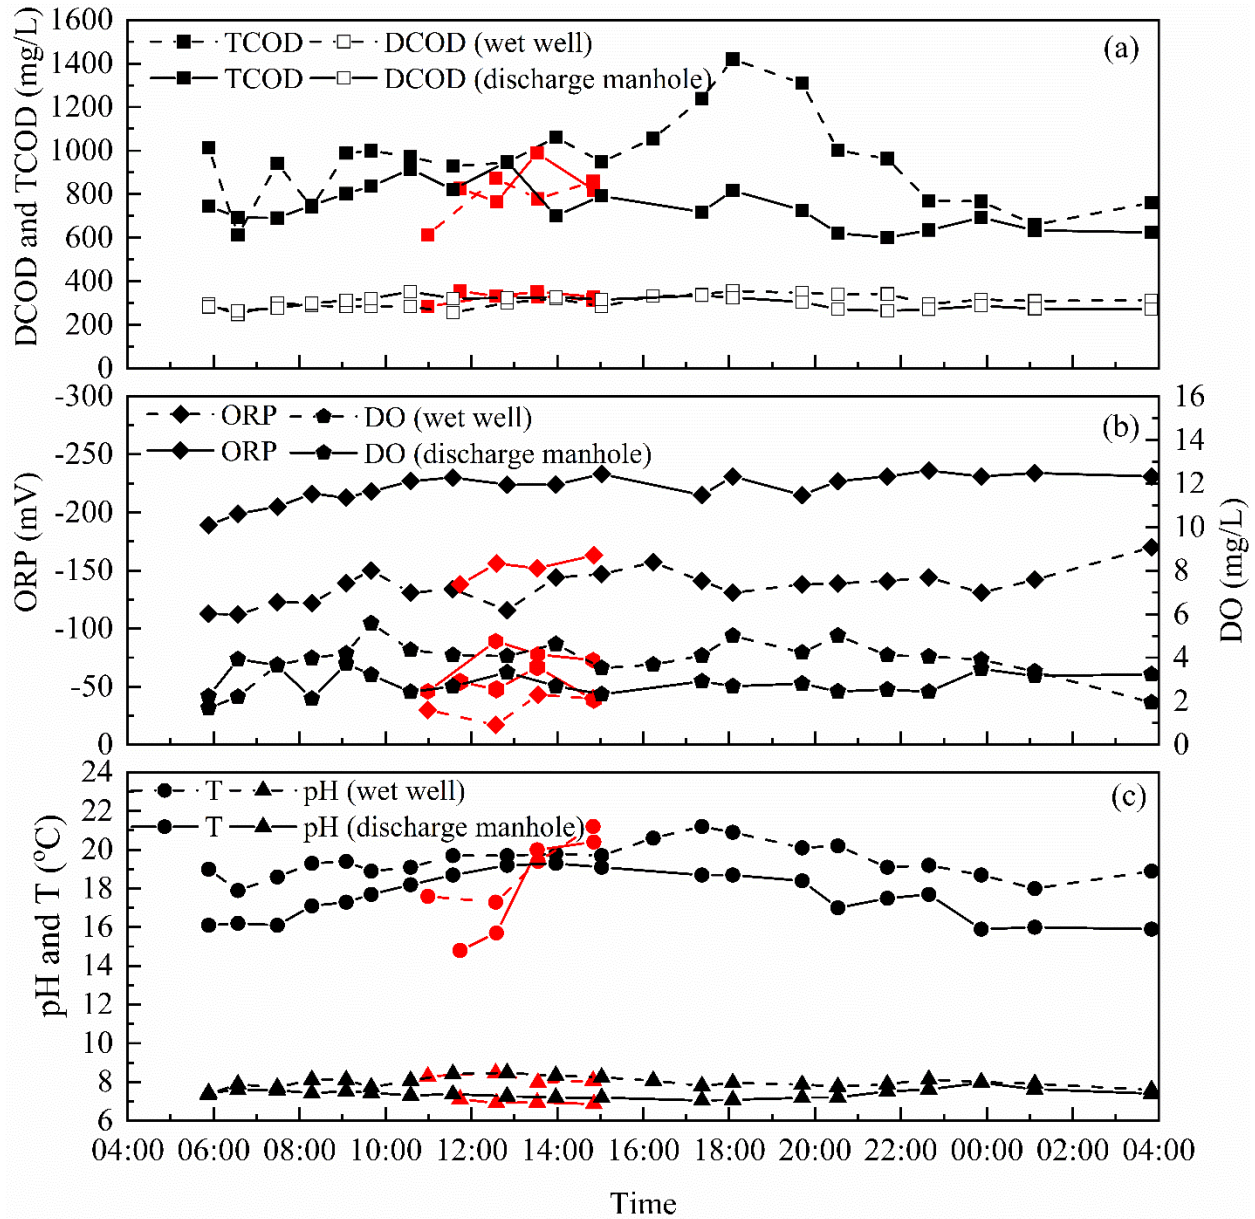 1600
1400
1200
1000
800
600
400
200
0
DCOD and TCOD (mg/L)
TCOD DCOD (wet well)
TCOD DCOD (discharge manhole)
(a)
-300
-250
-200
-150
-100
-50
0
ORP (mV)
ORP DO (wet well)
ORP DO (discharge manhole)
(b)
16
14
12
10
8
6
4
2
0
DO (mg/L)
24
22
20
18
16
14
12
10
8
6
pH and T (°C)
T pH (wet well)
T pH (discharge manhole)
(c)
04:00 06:00 08:00 10:00 12:00 14:00 16:00 18:00 20:00 22:00 00:00 02:00 04:00
Time